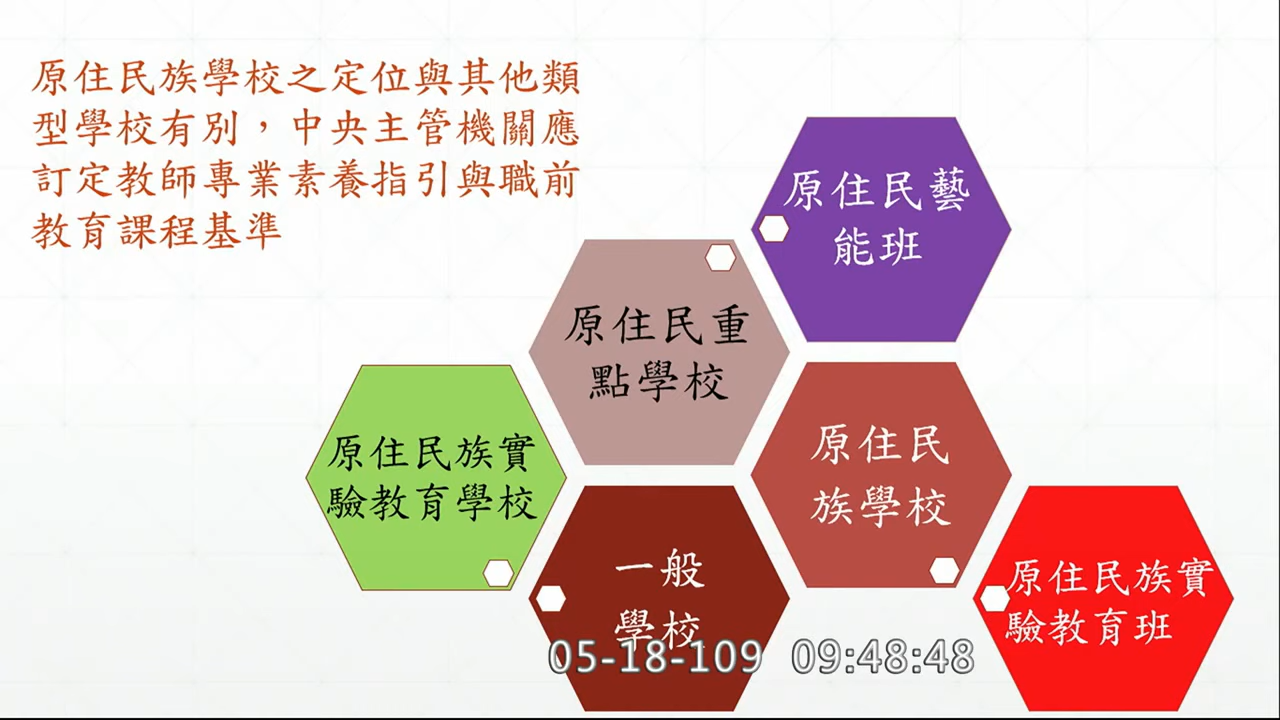 原住民族學校之定位與其他類
型學校有別，中央主管機關應
訂定教師專業素養指引與職前
教育課程基準
原住民藝
能班
原住民重
點學校
原住民
族學校
原住民族實
驗教育學校
一般
學校
原住民族實
驗教育班
05-18-109 09:48:48